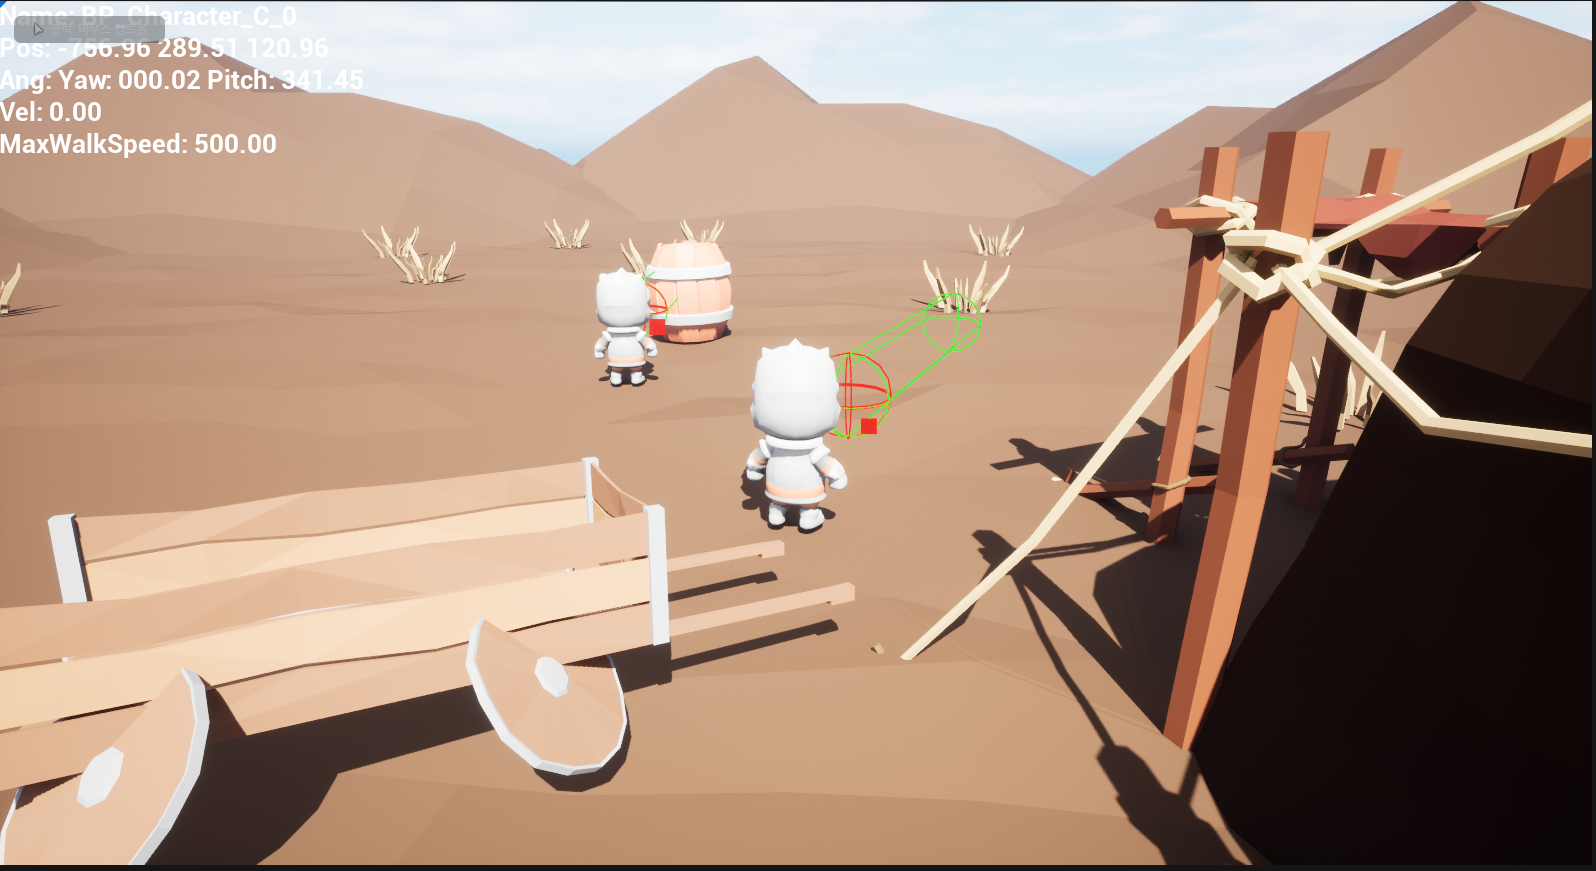 Name: BP_Character_C_0
Pos: -756.96 289.51 120.96
Ang: Yaw: 000.02 Pitch: 341.45
Vel: 0.00
MaxWalkSpeed: 500.00